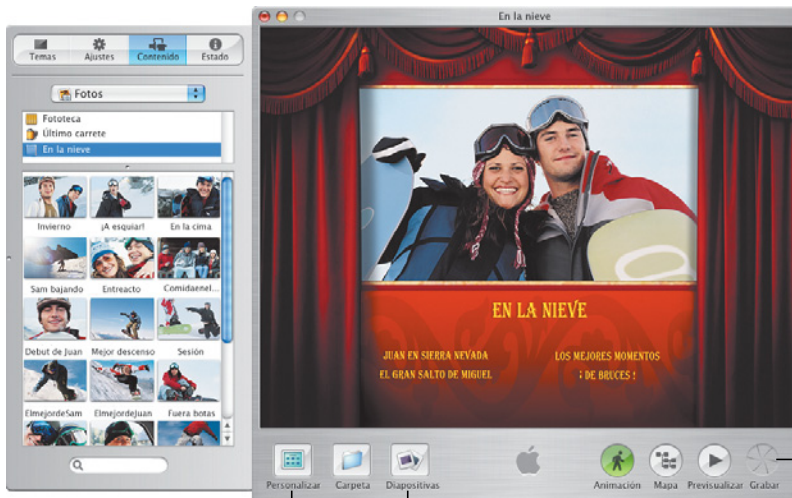 Temas Ajustes Contenido Estado
Fotos
Fototeca
Último carrete
En la nieve
Invierno ¡A esquiar! En la cima
Sam bajando Entreacto Comidaenel...
Debut de Juan Mejor descenso Sesión
ElmejordeSam ElmejordeJuan Fuera botas
En la nieve
EN LA NIEVE
JUAN EN SIERRA NEVADA
EL GRAN SALTO DE MIGUEL
LOS MEJORES MOMENTOS
¡ DE BRUCES !
Personalizar Carpeta Diapositivas Animación Mapa Previsualizar Grabar